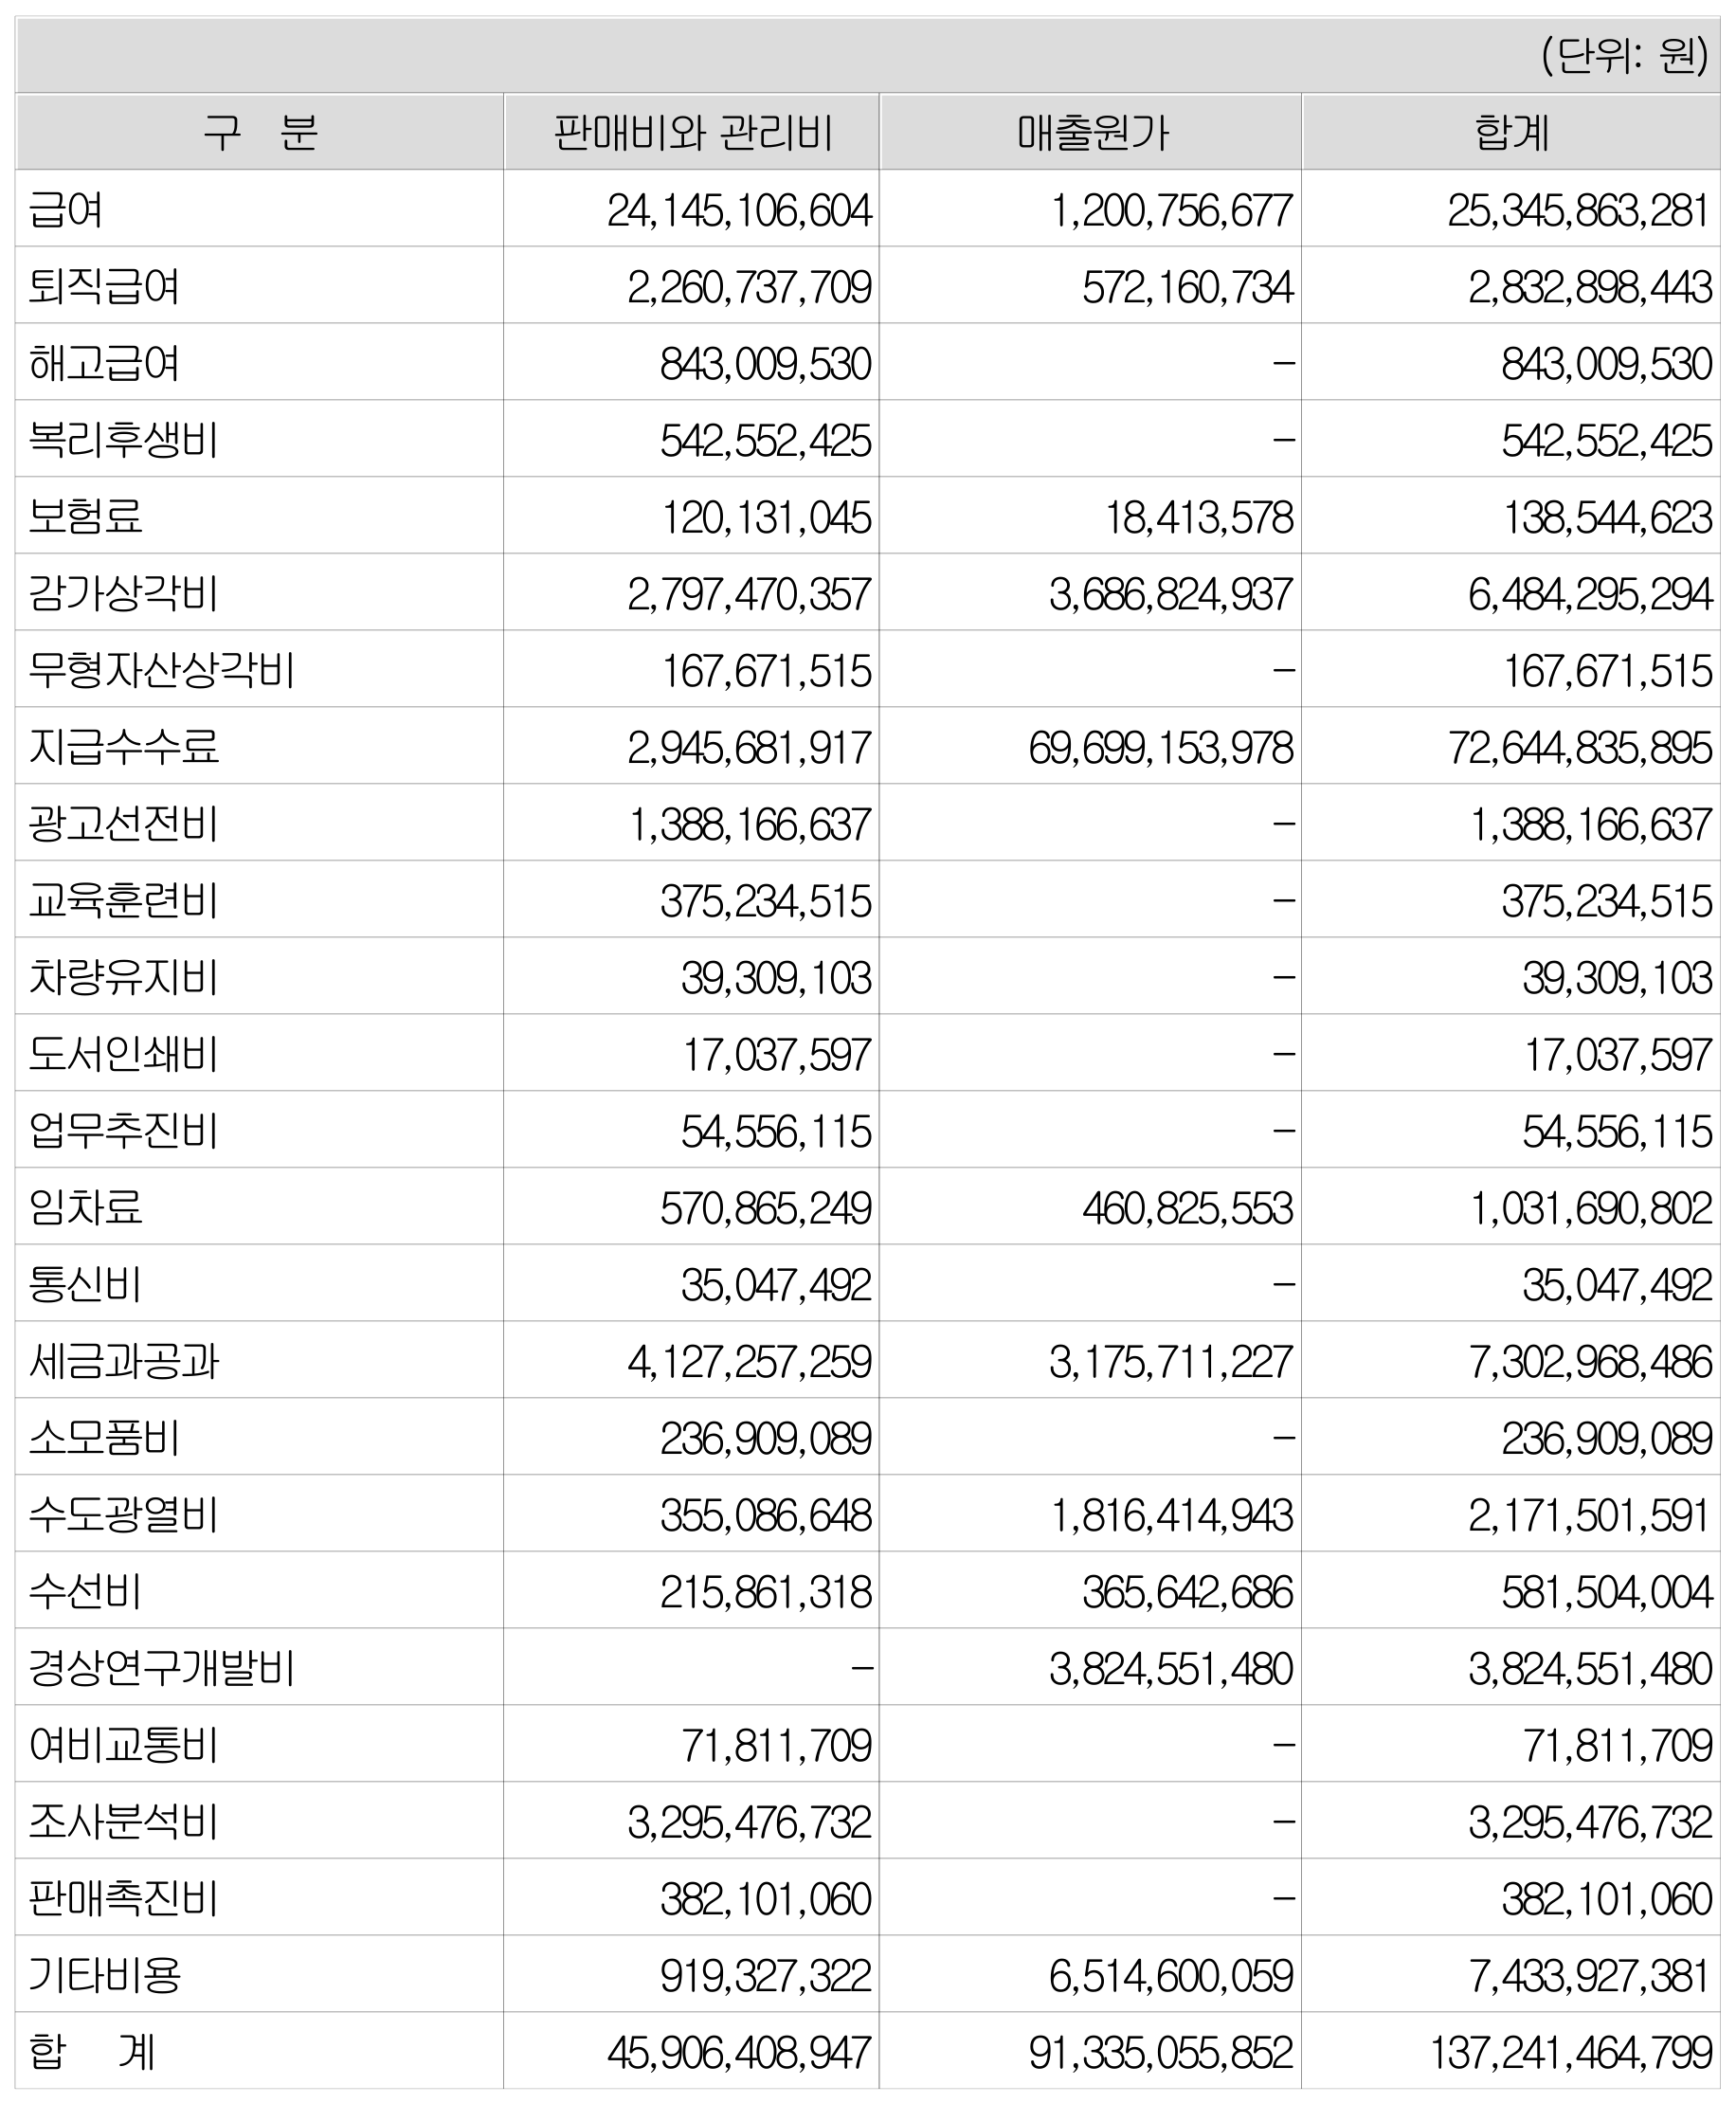 (단위: 원)
구 분 판매비와 관리비 매출원가 합계
급여 24,145,106,604 1,200,756,677 25,345,863,281
퇴직급여 2,260,737,709 572,160,734 2,832,898,443
해고급여 843,009,530 – 843,009,530
복리후생비 542,552,425 – 542,552,425
보험료 120,131,045 18,413,578 138,544,623
감가상각비 2,797,470,357 3,686,824,937 6,484,295,294
무형자산상각비 167,671,515 – 167,671,515
지급수수료 2,945,681,917 69,699,153,978 72,644,835,895
광고선전비 1,388,166,637 – 1,388,166,637
교육훈련비 375,234,515 – 375,234,515
차량유지비 39,309,103 – 39,309,103
도서인쇄비 17,037,597 – 17,037,597
업무추진비 54,556,115 – 54,556,115
임차료 570,865,249 460,825,553 1,031,690,802
통신비 35,047,492 – 35,047,492
세금과공과 4,127,257,259 3,175,711,227 7,302,968,486
소모품비 236,909,089 – 236,909,089
수도광열비 355,086,648 1,816,414,943 2,171,501,591
수선비 215,861,318 365,642,686 581,504,004
경상연구개발비 – 3,824,551,480 3,824,551,480
여비교통비 71,811,709 – 71,811,709
조사분석비 3,295,476,732 – 3,295,476,732
판매촉진비 382,101,060 – 382,101,060
기타비용 919,327,322 6,514,600,059 7,433,927,381
합 계 45,906,408,947 91,335,055,852 137,241,464,799